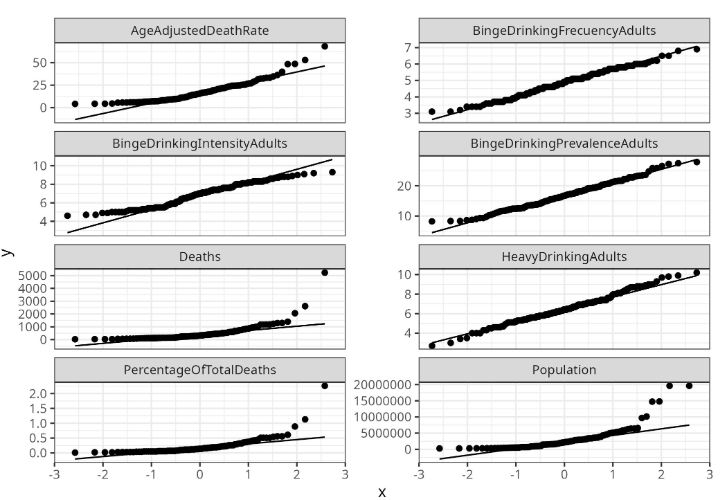 AgeAdjustedDeathRate
50
25
0
BingeDrinkingFrecuencyAdults
7
6
5
4
3
BingeDrinkingIntensityAdults
10
8
6
4
BingeDrinkingPrevalenceAdults
20
10
Deaths
5000
4000
3000
2000
1000
0
HeavyDrinkingAdults
10
8
6
4
PercentageOfTotalDeaths
2.0
1.5
1.0
0.5
0.0
-3 -2 -1 0 1 2 3
Population
20000000
15000000
10000000
5000000
0
-3 -2 -1 0 1 2 3
y
x